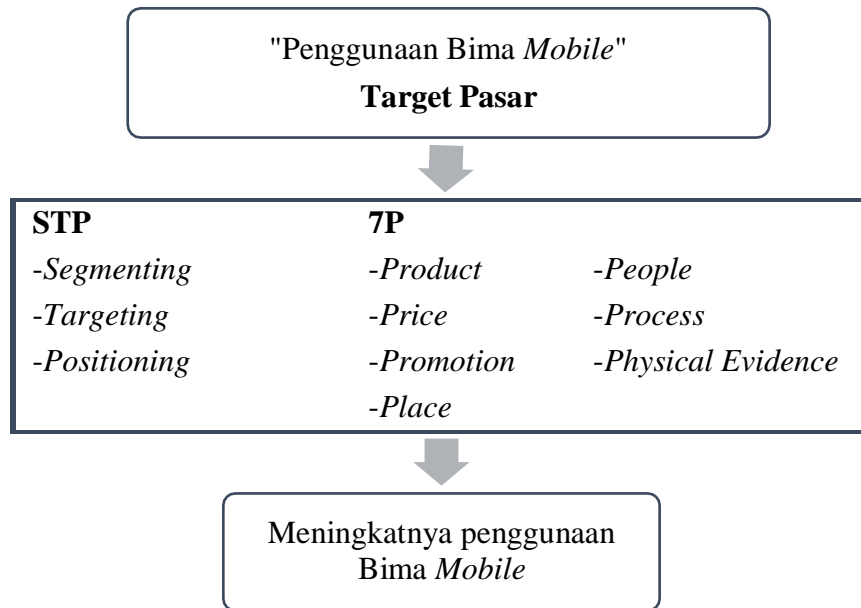 "Penggunaan Bima Mobile"
Target Pasar
STP
-Segmenting
-Targeting
-Positioning
7P
-Product
-Price
-Promotion
-Place
-People
-Process
-Physical Evidence
Meningkatnya penggunaan
Bima Mobile